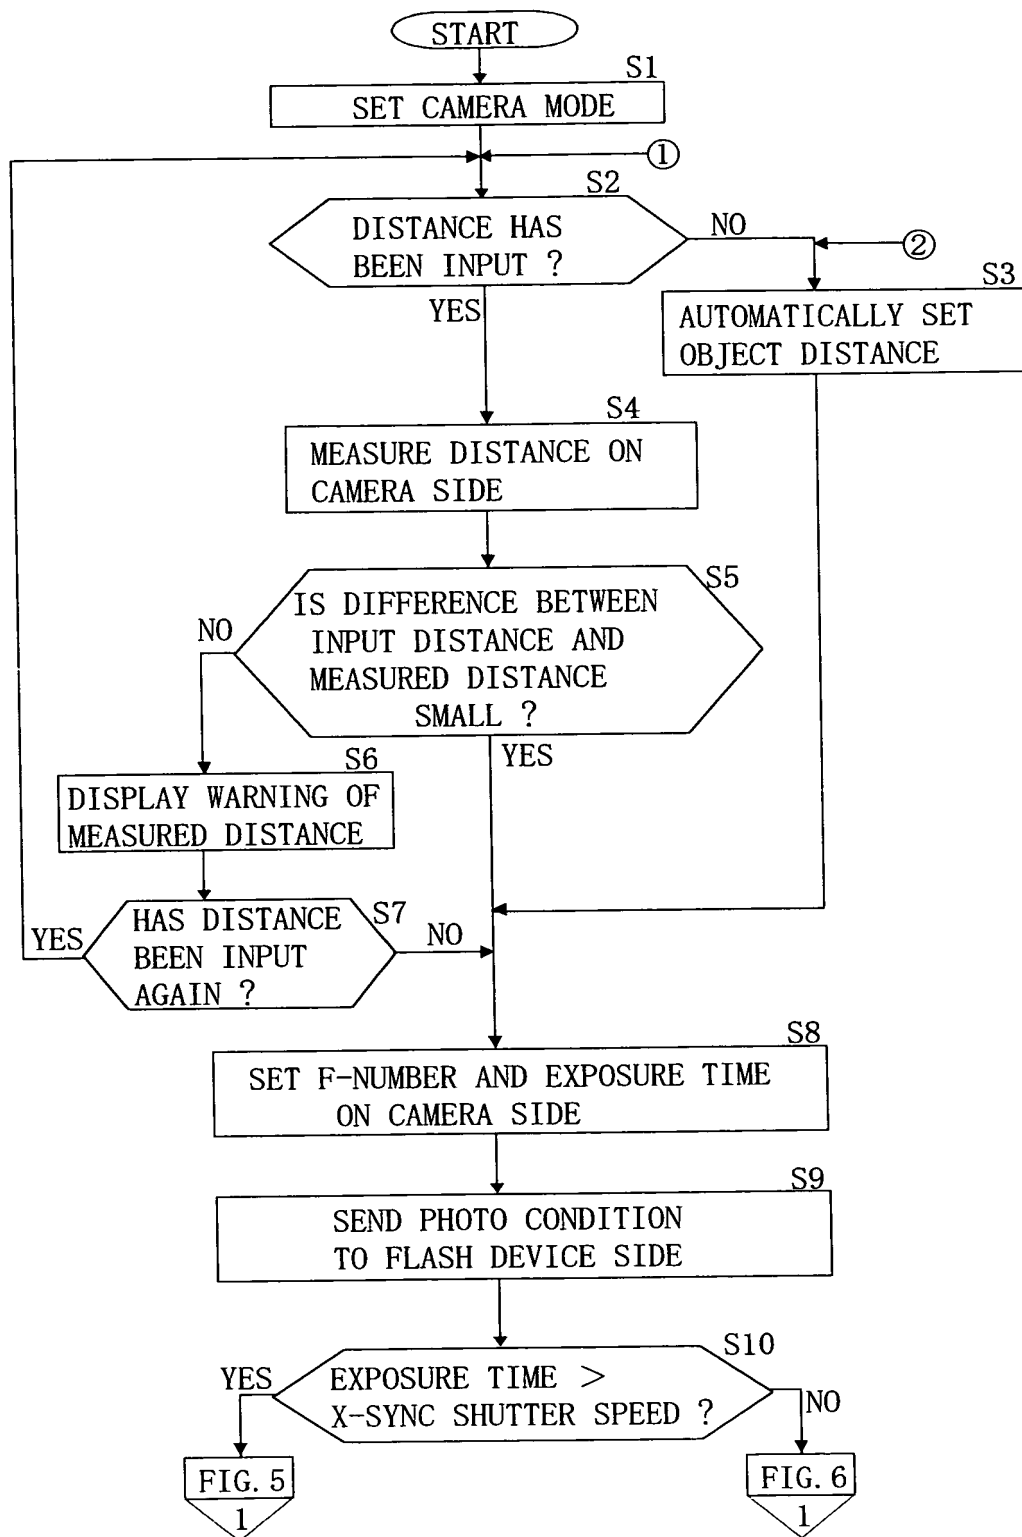 START
S1
SET CAMERA MODE
①
S2
DISTANCE HAS
BEEN INPUT ?
NO
②
YES
S3
AUTOMATICALLY SET
OBJECT DISTANCE
S4
MEASURE DISTANCE ON
CAMERA SIDE
S5
IS DIFFERENCE BETWEEN
INPUT DISTANCE AND
MEASURED DISTANCE
SMALL ?
NO
YES
S6
DISPLAY WARNING OF
MEASURED DISTANCE
S7
HAS DISTANCE
BEEN INPUT
AGAIN ?
YES
NO
S8
SET F-NUMBER AND EXPOSURE TIME
ON CAMERA SIDE
S9
SEND PHOTO CONDITION
TO FLASH DEVICE SIDE
S10
EXPOSURE TIME >
X-SYNC SHUTTER SPEED ?
YES
NO
FIG. 5
1
FIG. 6
1